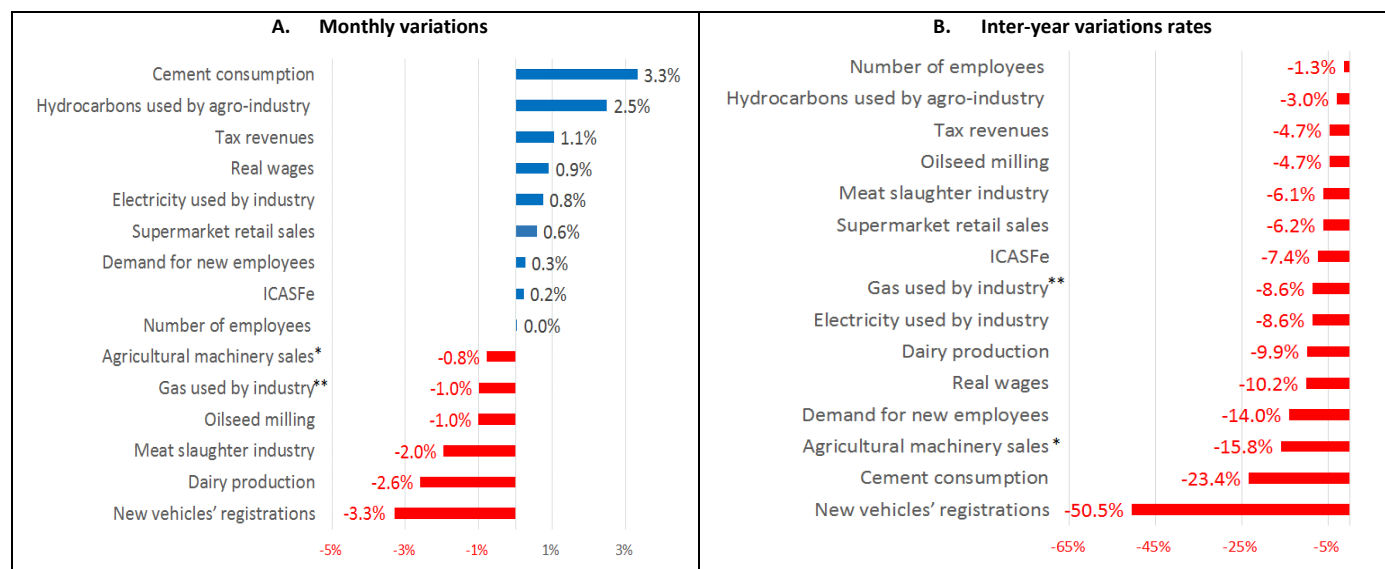 A. Monthly variations
Cement consumption 3.3%
Hydrocarbons used by agro-industry 2.5%
Tax revenues 1.1%
Real wages 0.9%
Electricity used by industry 0.8%
Supermarket retail sales 0.6%
Demand for new employees 0.3%
ICASFe 0.2%
Number of employees 0.0%
Agricultural machinery sales* -0.8%
Gas used by industry** -1.0%
Oilseed milling -1.0%
Meat slaughter industry -2.0%
Dairy production -2.6%
New vehicles’ registrations -3.3%
-5% -3% -1% 1% 3%
B. Inter-year variations rates
Number of employees -1.3%
Hydrocarbons used by agro-industry -3.0%
Tax revenues -4.7%
Oilseed milling -4.7%
Meat slaughter industry -6.1%
Supermarket retail sales -6.2%
ICASFe -7.4%
Gas used by industry** -8.6%
Electricity used by industry -8.6%
Dairy production -9.9%
Real wages -10.2%
Demand for new employees -14.0%
Agricultural machinery sales* -15.8%
Cement consumption -23.4%
New vehicles’ registrations -50.5%
-65% -45% -25% -5%